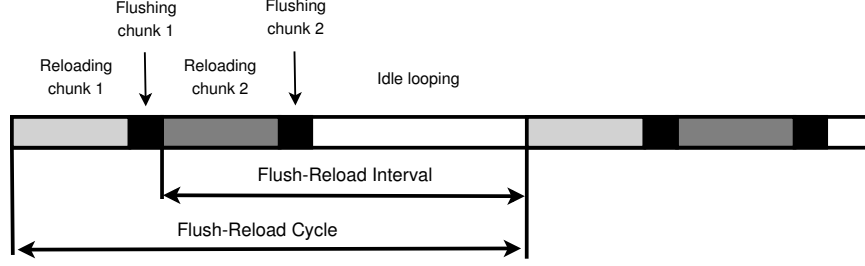 Flushing
chunk 1
Flushing
chunk 2
Reloading
chunk 1
Reloading
chunk 2
Idle looping
Flush-Reload Interval
Flush-Reload Cycle